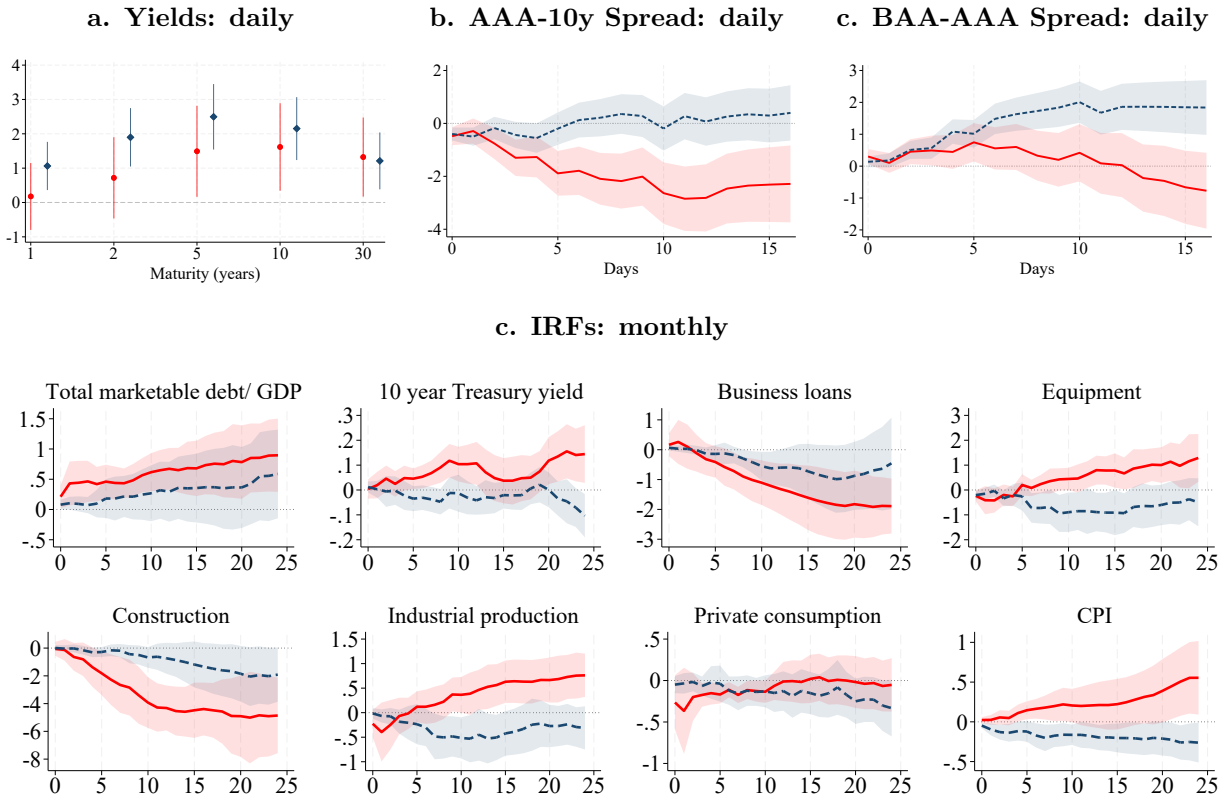 a. Yields: daily
b. AAA-10y Spread: daily
c. BAA-AAA Spread: daily
4
3
2
1
0
-1
1 2 5 10 30
Maturity (years)
2
0
-2
-4
0 5 10 15
Days
3
2
1
0
-1
-2
0 5 10 15
Days
c. IRFs: monthly
Total marketable debt/ GDP
1.5
1
.5
0
-.5
0 5 10 15 20 25
10 year Treasury yield
.3
.2
.1
0
-.1
-.2
0 5 10 15 20 25
Business loans
1
0
-1
-2
-3
0 5 10 15 20 25
Equipment
3
2
1
0
-1
-2
0 5 10 15 20 25
Construction
0
-2
-4
-6
-8
0 5 10 15 20 25
Industrial production
1.5
1
.5
0
-.5
-1
0 5 10 15 20 25
Private consumption
.5
0
-.5
-1
0 5 10 15 20 25
CPI
1
.5
0
-.5
0 5 10 15 20 25